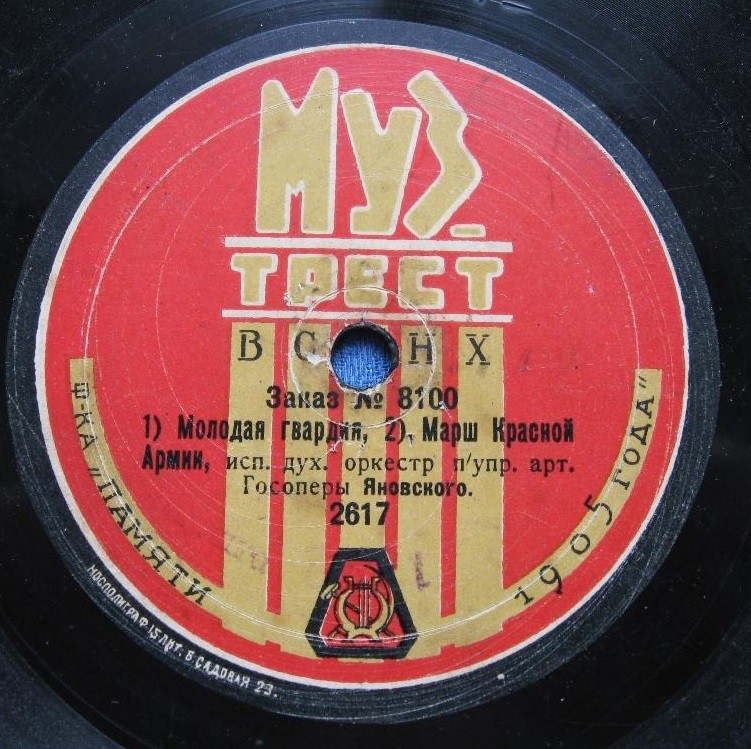 МУЗ
ТРЕСТ
ВСНХ
Заказ № 8100
1) Молодая гвардия, 2), Марш Красной
Армии, исп. дух. оркестр п/упр. арт.
Госоперы Яновского.
2617
Ф-КА „ПАМЯТИ
1905 ГОДА"
МОСПОЛИГРАФ 15 ЛИТ. Б САДОВАЯ 23.